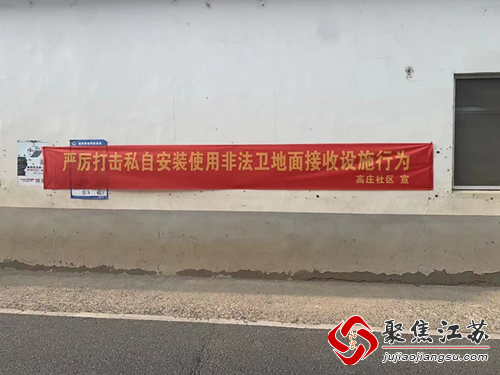 严厉打击私自安装使用非法卫地面接收设施行为
高庄社区 宣
聚焦江苏
jujiaojiangsu.com